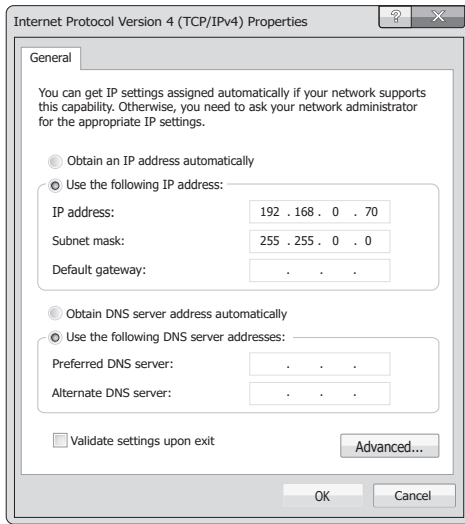 Internet Protocol Version 4 (TCP/IPv4) Properties
General
You can get IP settings assigned automatically if your network supports
this capability. Otherwise, you need to ask your network administrator
for the appropriate IP settings.
Obtain an IP address automatically
Use the following IP address:
IP address: 192 . 168 . 0 . 70
Subnet mask: 255 . 255 . 0 . 0
Default gateway: . . .
Obtain DNS server address automatically
Use the following DNS server addresses:
Preferred DNS server: . . .
Alternate DNS server: . . .
Validate settings upon exit
Advanced...
OK Cancel